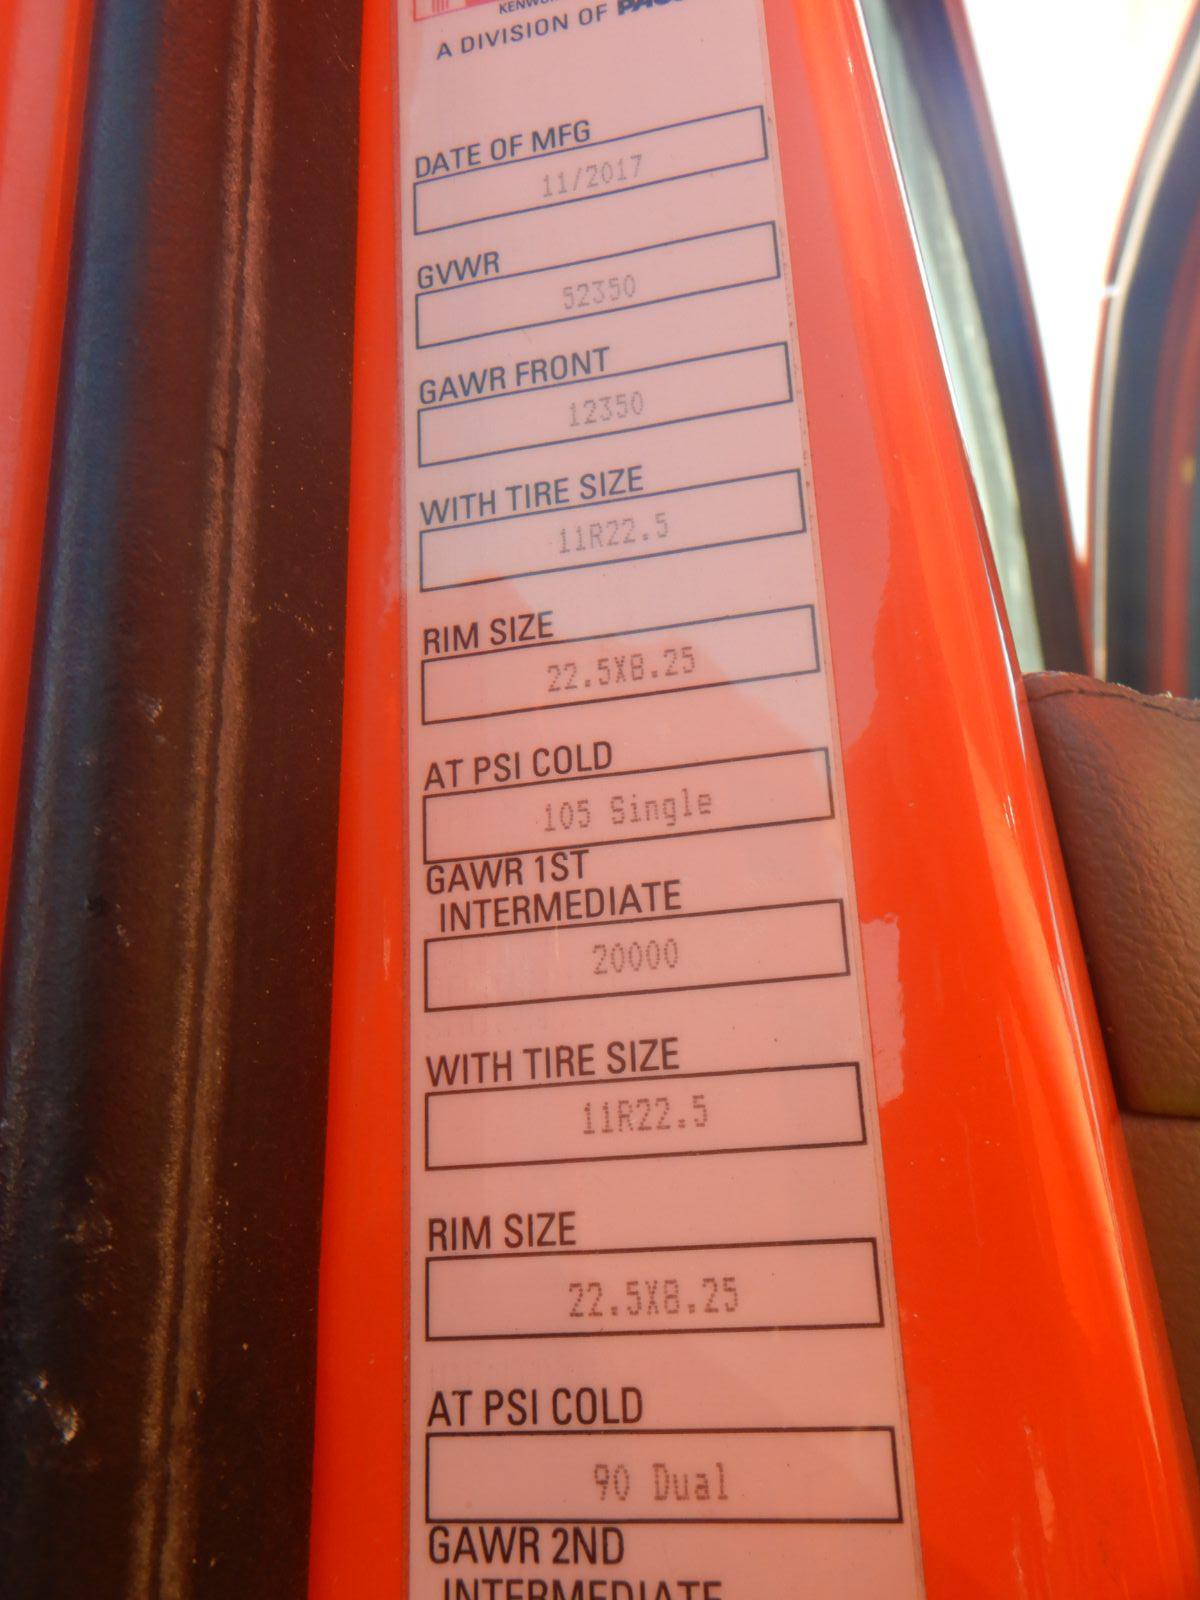 A DIVISION OF
DATE OF MFG
11/2017
GVWR
52350
GAWR FRONT
12350
WITH TIRE SIZE
11R22.5
RIM SIZE
22.5X8.25
AT PSI COLD
105 Single
GAWR 1ST
INTERMEDIATE
20000
WITH TIRE SIZE
11R22.5
RIM SIZE
22.5X8.25
AT PSI COLD
90 Dual
GAWR 2ND
INTERMEDIATE